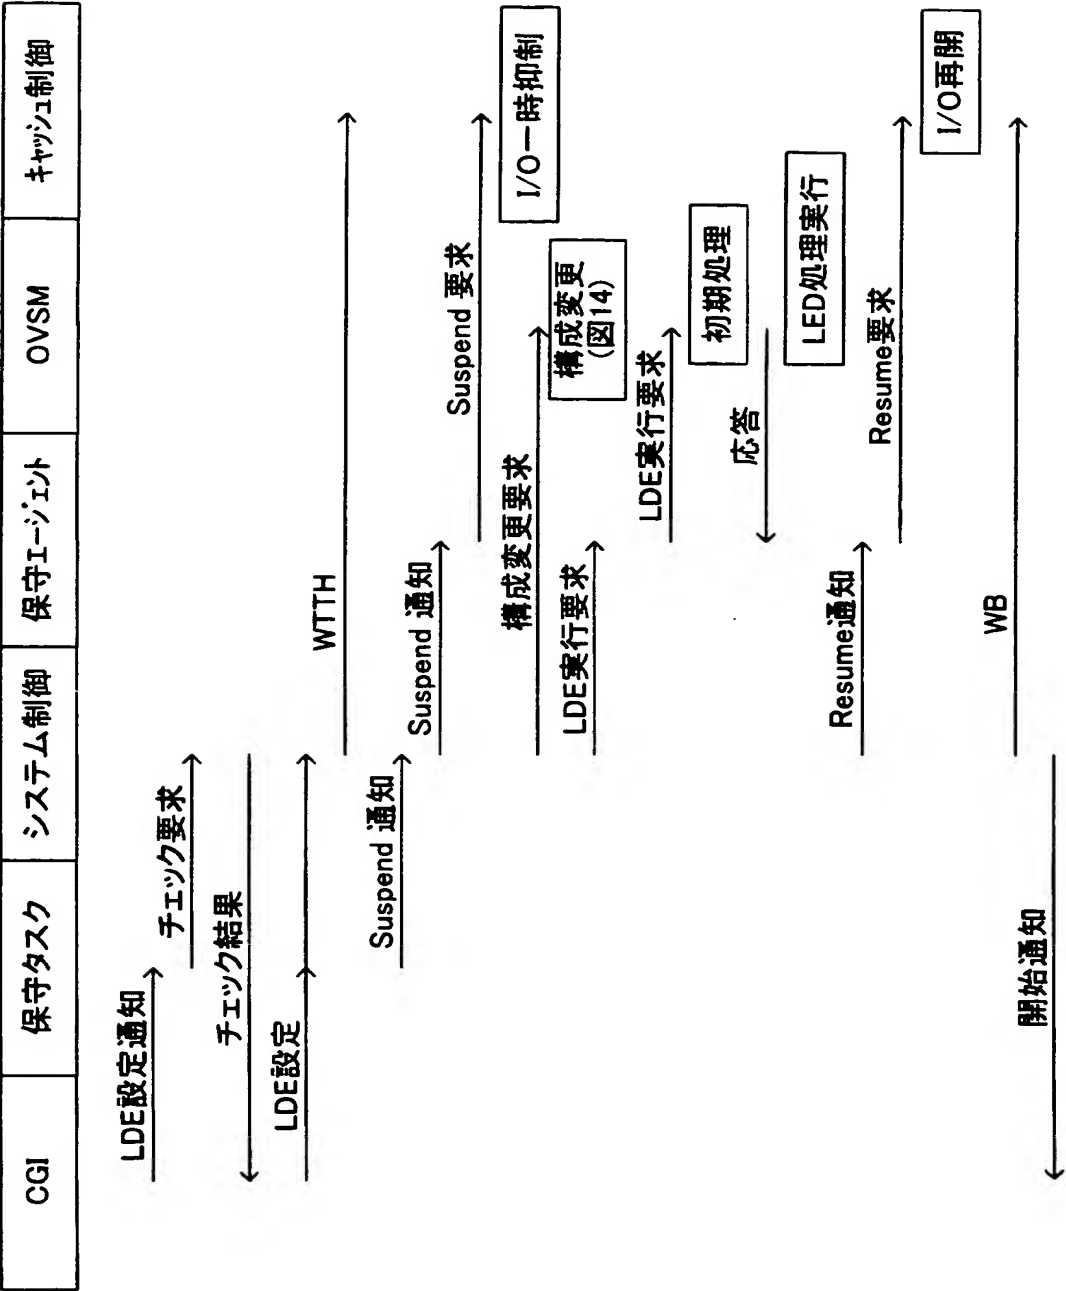 CGI
保守タスク
システム制御
保守エージェント
OVSM
キャッシュ制御
LDE設定通知
チェック要求
チェック結果
LDE設定
WTTH
Suspend 通知
Suspend 通知
Suspend 要求
I/O一時抑制
構成変更要求
構成変更
(図14)
LDE実行要求
LDE実行要求
初期処理
応答
LED処理実行
Resume通知
Resume要求
I/O再開
WB
開始通知